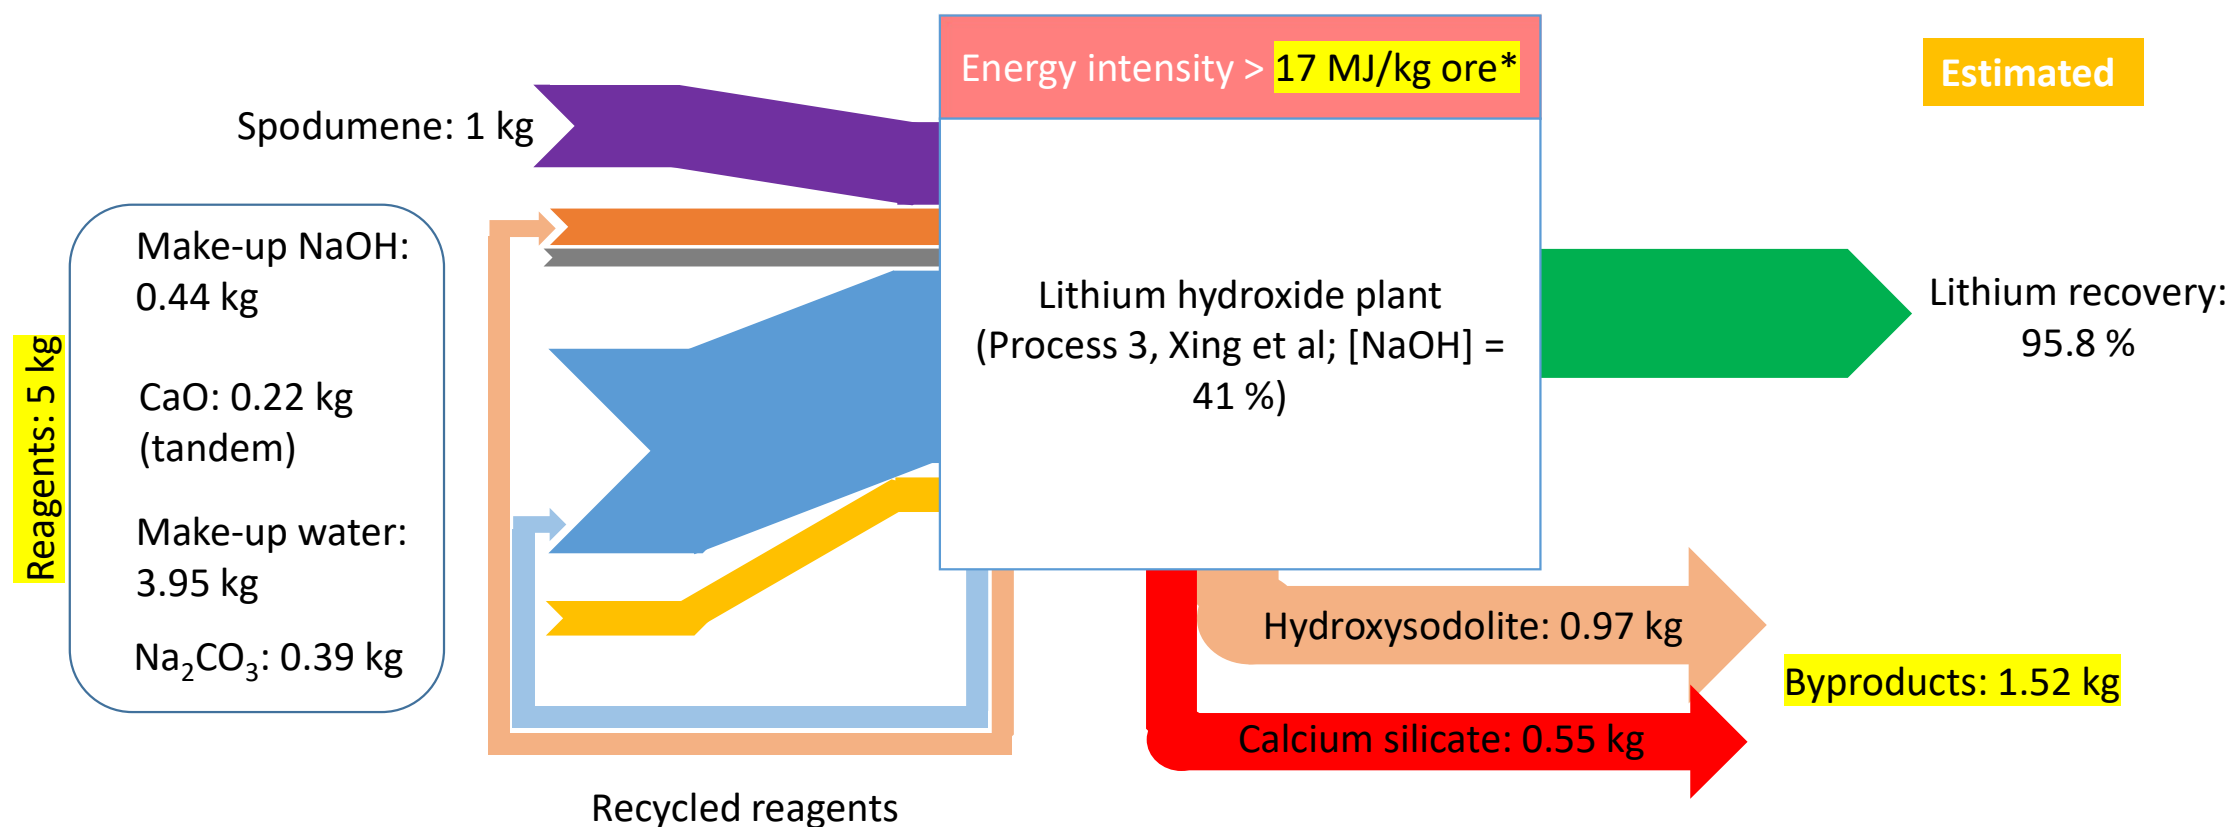 Energy intensity > 17 MJ/kg ore*
Estimated
Spodumene: 1 kg
Reagents: 5 kg
Make-up NaOH:
0.44 kg
CaO: 0.22 kg
(tandem)
Make-up water:
3.95 kg
Na₂CO₃: 0.39 kg
Lithium hydroxide plant
(Process 3, Xing et al; [NaOH] =
41 %)
Lithium recovery:
95.8 %
Hydroxysodolite: 0.97 kg
Byproducts: 1.52 kg
Calcium silicate: 0.55 kg
Recycled reagents